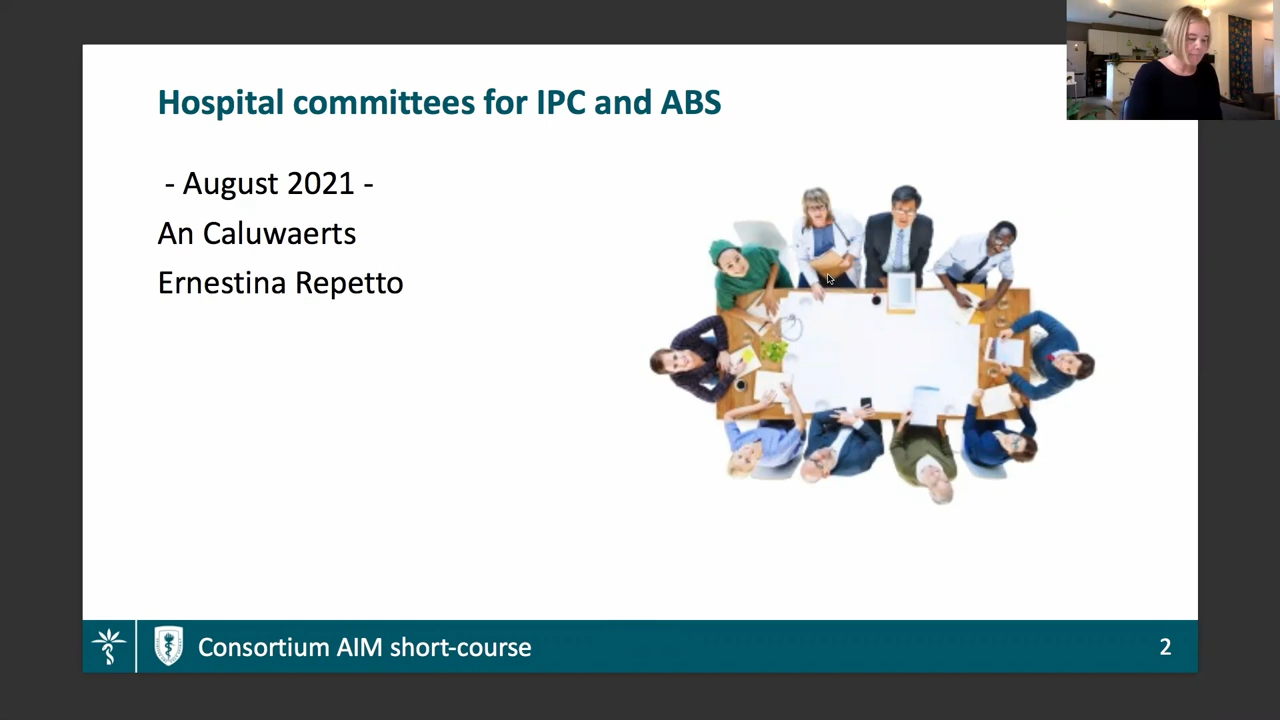 Hospital committees for IPC and ABS
- August 2021 -
An Caluwaerts
Ernestina Repetto
Consortium AIM short-course
2